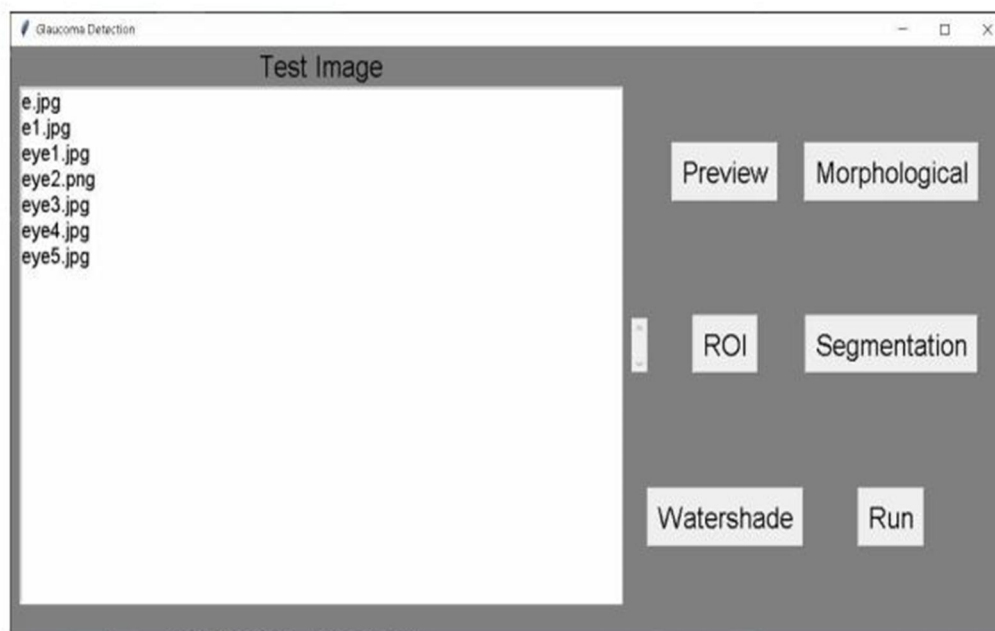 Glaucoma Detection
Test Image
e.jpg
e1.jpg
eye1.jpg
eye2.png
eye3.jpg
eye4.jpg
eye5.jpg
Preview Morphological
ROI Segmentation
Watershade Run